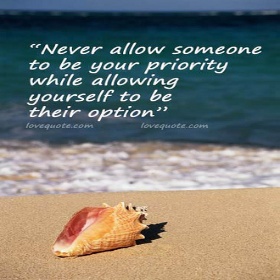 “Never allow someone
to be your priority
while allowing
yourself to be
their option”
lovequote.com lovequote.com